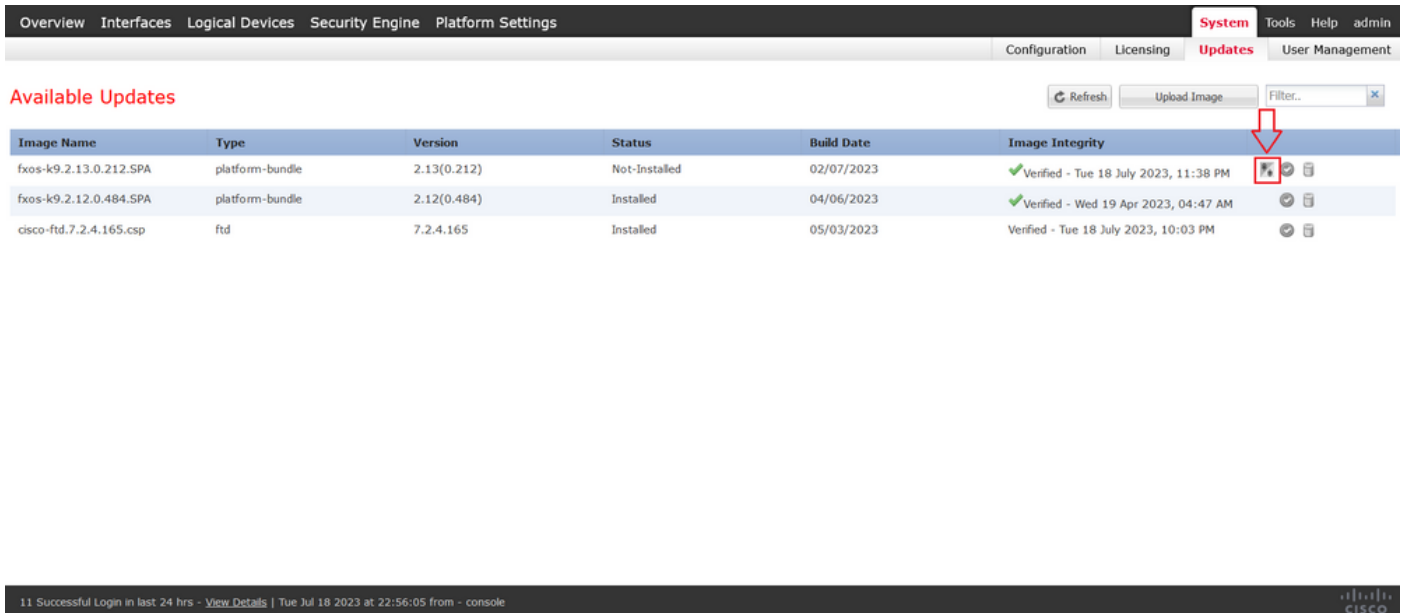 Overview Interfaces Logical Devices Security Engine Platform Settings System Tools Help admin
Configuration Licensing Updates User Management
Available Updates Refresh Upload Image Filter..
Image Name Type Version Status Build Date Image Integrity
fxos-k9.2.13.0.212.SPA platform-bundle 2.13(0.212) Not-Installed 02/07/2023 Verified - Tue 18 July 2023, 11:38 PM
fxos-k9.2.12.0.484.SPA platform-bundle 2.12(0.484) Installed 04/06/2023 Verified - Wed 19 Apr 2023, 04:47 AM
cisco-ftd.7.2.4.165.csp ftd 7.2.4.165 Installed 05/03/2023 Verified - Tue 18 July 2023, 10:03 PM
11 Successful Login in last 24 hrs - View Details | Tue Jul 18 2023 at 22:56:05 from - console
CISCO